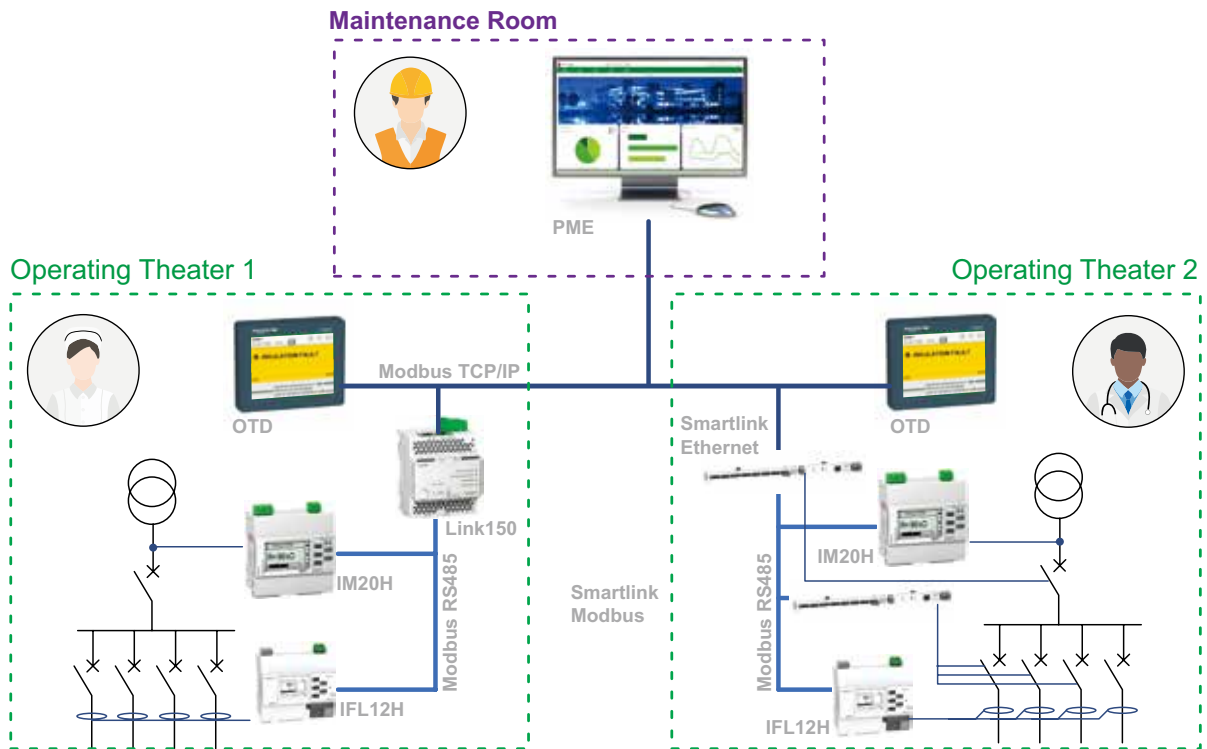 Maintenance Room
PME
Operating Theater 1
Operating Theater 2
INSULATION FAULT
INSULATION FAULT
Modbus TCP/IP
OTD
OTD
Smartlink
Ethernet
Link150
IM20H
IM20H
Modbus RS485
Smartlink
Modbus
Modbus RS485
IFL12H
IFL12H